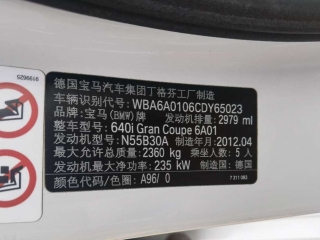 德国宝马汽车集团丁格芬工厂制造
车辆识别代号: WBA6A0106CDY65023
品牌: 宝马(BMW)牌 发动机排量: 2979 ml
整车型号: 640i Gran Coupe 6A01
发动机型号: N55B30A 制造年月: 2012.04
最大允许总质量: 2360 kg 乘坐人数: 5 人
发动机最大净功率: 235 kW 制造国: 德国
颜色代码/色圈: A96/ 0
7 311 383